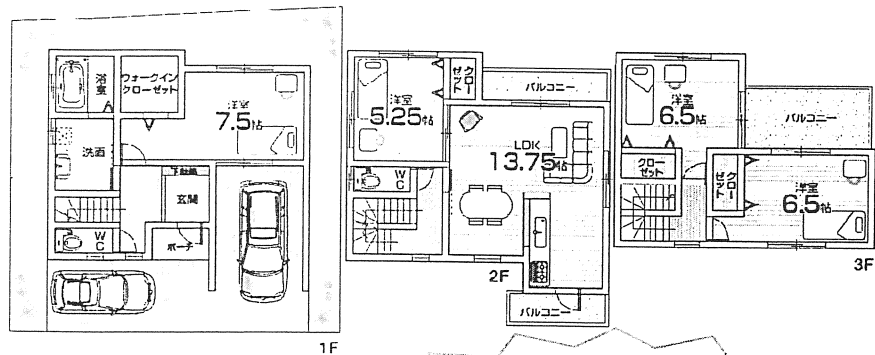 浴室
ウォークイン
クローゼット
洋室
7.5帖
洗面
下駄箱
玄関
WC
ポーチ
1F
洋室
5.25帖
クローゼット
バルコニー
LDK
13.75帖
WC
2F
バルコニー
洋室
6.5帖
バルコニー
クローゼット
クローゼット
洋室
6.5帖
3F